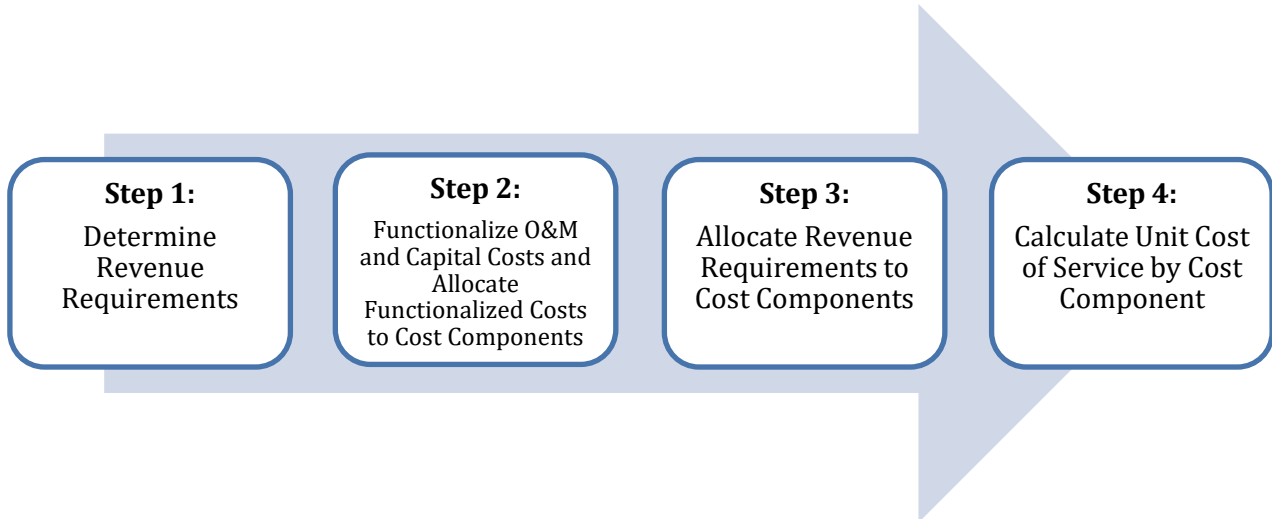 Step 1:
Determine
Revenue
Requirements
Step 2:
Functionalize O&M
and Capital Costs and
Allocate
Functionalized Costs
to Cost Components
Step 3:
Allocate Revenue
Requirements to
Cost Components
Step 4:
Calculate Unit Cost
of Service by Cost
Component